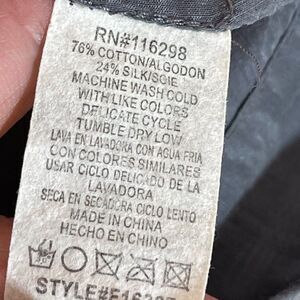 RN#116298
76% COTTON/ALGODON
24% SILK/SOIE
MACHINE WASH COLD
WITH LIKE COLORS
DELICATE CYCLE
TUMBLE DRY LOW
LAVA EN LAVADORA CON AGUA FRIA
CON COLORES SIMILARES
USAR CICLO DELICADO DE LA
LAVADORA
SECA EN SECADORA CICLO LENTO
MADE IN CHINA
HECHO EN CHINO